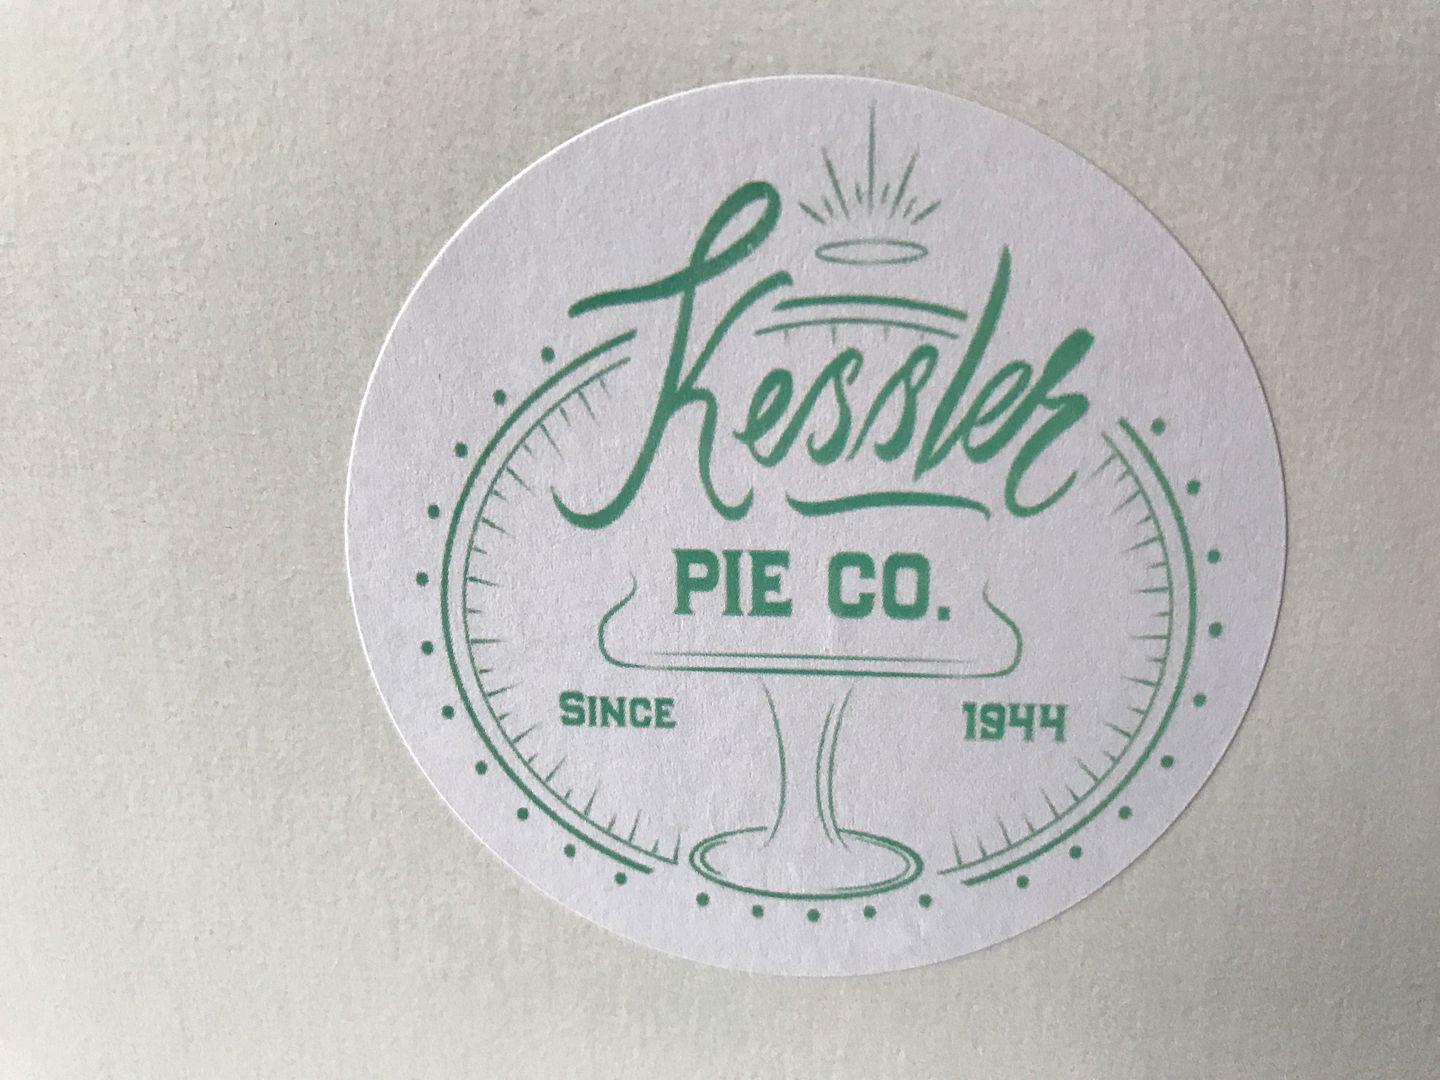 Kessler
PIE CO.
SINCE 1944